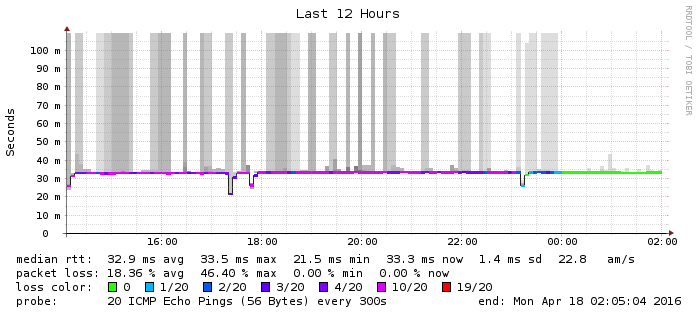 Last 12 Hours
RRDTOOL / TOBI OETIKER
Seconds
100 m
90 m
80 m
70 m
60 m
50 m
40 m
30 m
20 m
10 m
0
16:00 18:00 20:00 22:00 00:00 02:00
median rtt: 32.9 ms avg 33.5 ms max 21.5 ms min 33.3 ms now 1.4 ms sd 22.8 am/s
packet loss: 18.36 % avg 46.40 % max 0.00 % min 0.00 % now
loss color: 0 1/20 2/20 3/20 4/20 10/20 19/20
probe: 20 ICMP Echo Pings (56 Bytes) every 300s end: Mon Apr 18 02:05:04 2016